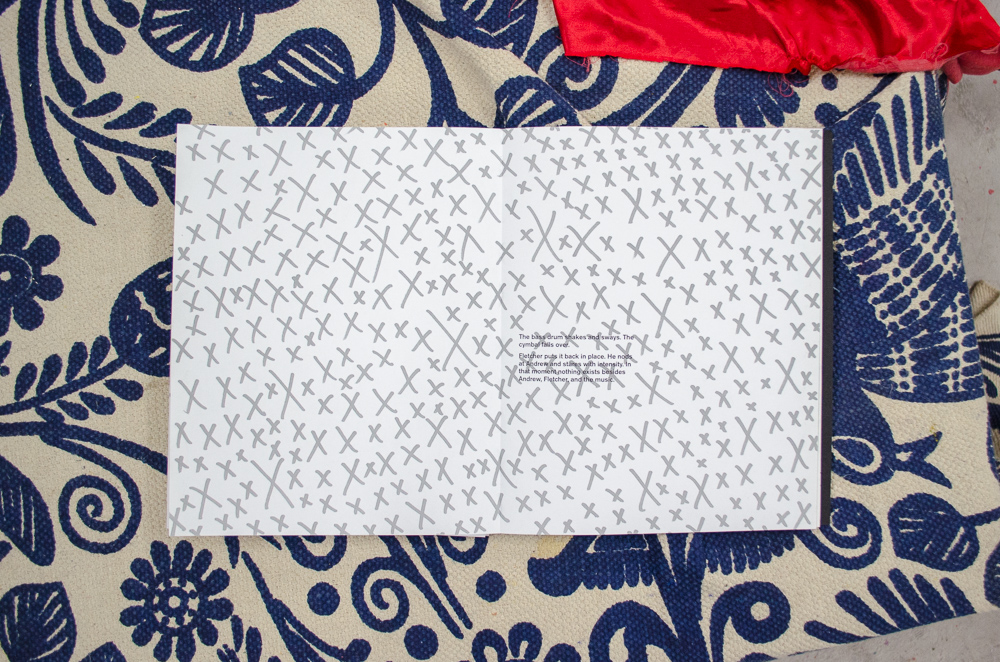 The bass drum shakes and sways. The
cymbal falls over.
Fletcher puts it back in place. He nods
at Andrew and stares with intensity. In
that moment nothing exists besides
Andrew, Fletcher, and the music.